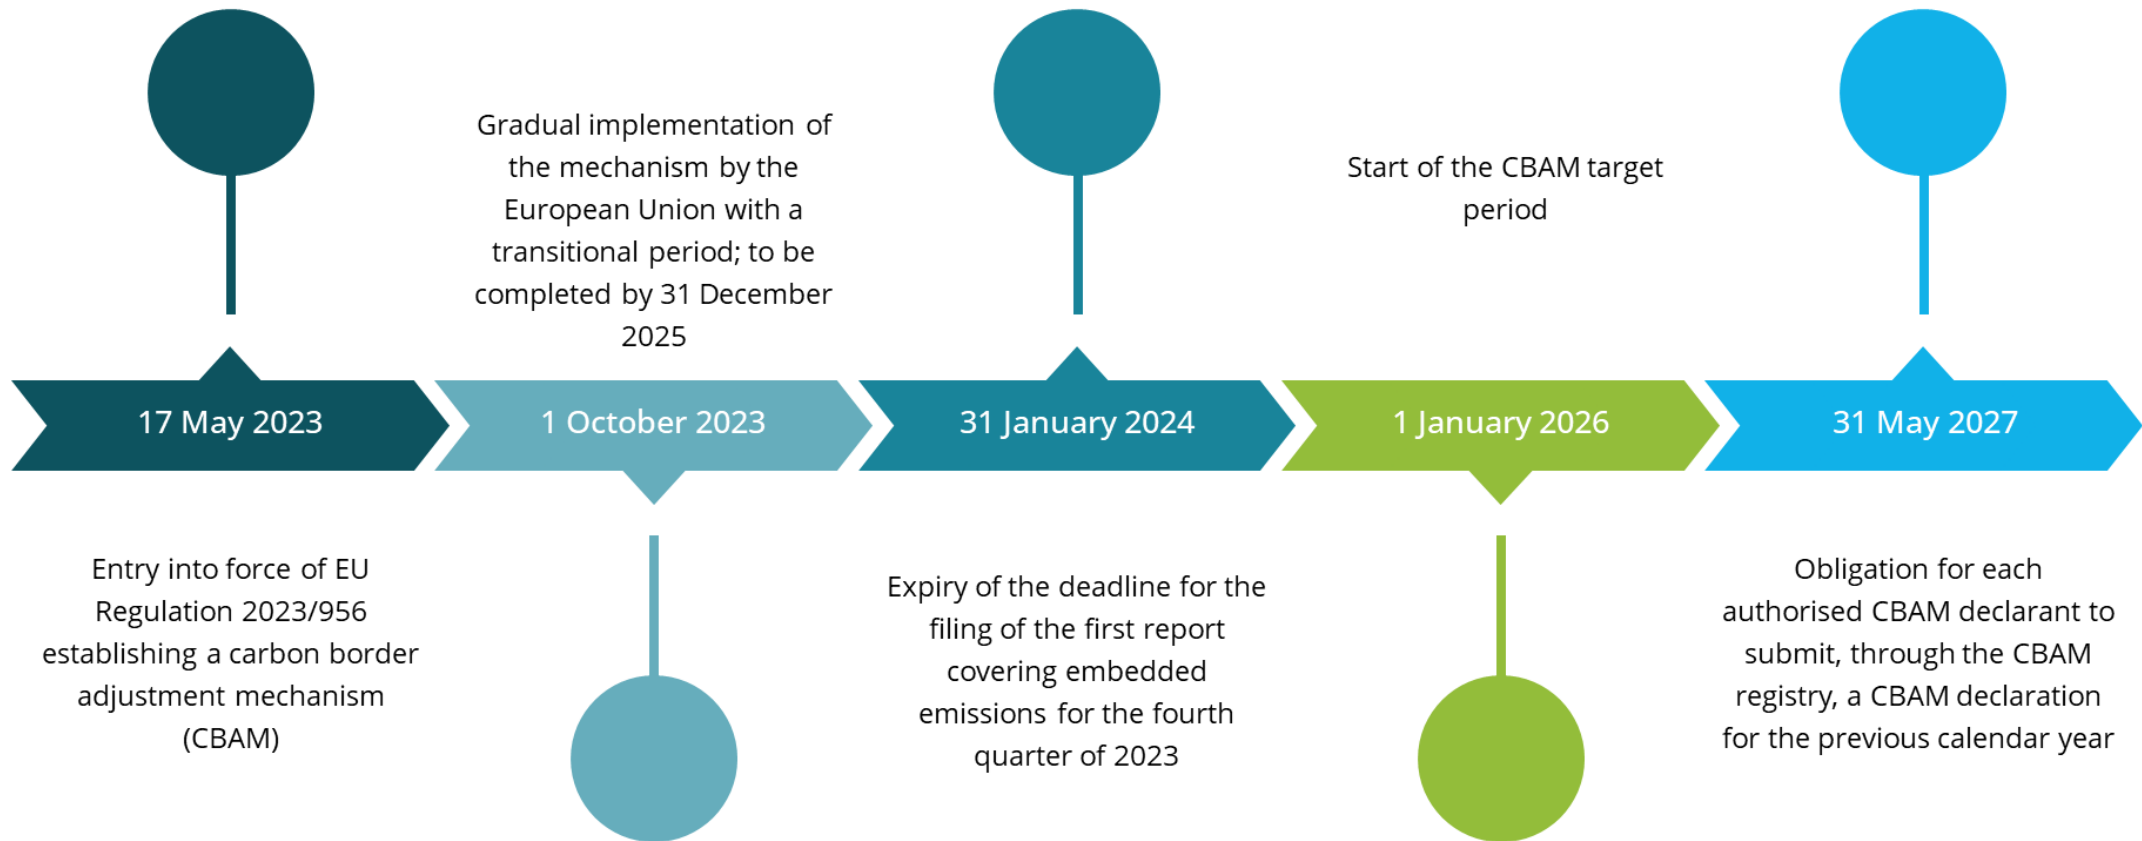 17 May 2023
Entry into force of EU
Regulation 2023/956
establishing a carbon border
adjustment mechanism
(CBAM)
Gradual implementation of
the mechanism by the
European Union with a
transitional period; to be
completed by 31 December
2025
1 October 2023
31 January 2024
Expiry of the deadline for the
filing of the first report
covering embedded
emissions for the fourth
quarter of 2023
Start of the CBAM target
period
1 January 2026
31 May 2027
Obligation for each
authorised CBAM declarant to
submit, through the CBAM
registry, a CBAM declaration
for the previous calendar year